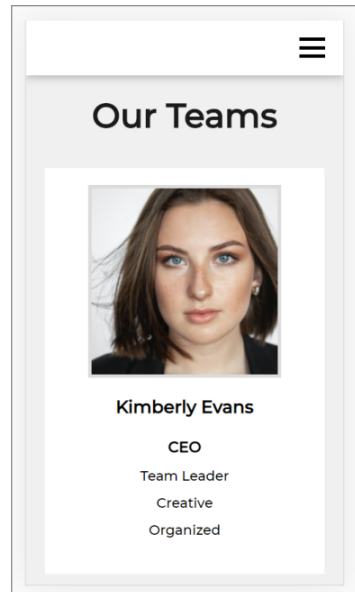 Our Teams
Kimberly Evans
CEO
Team Leader
Creative
Organized